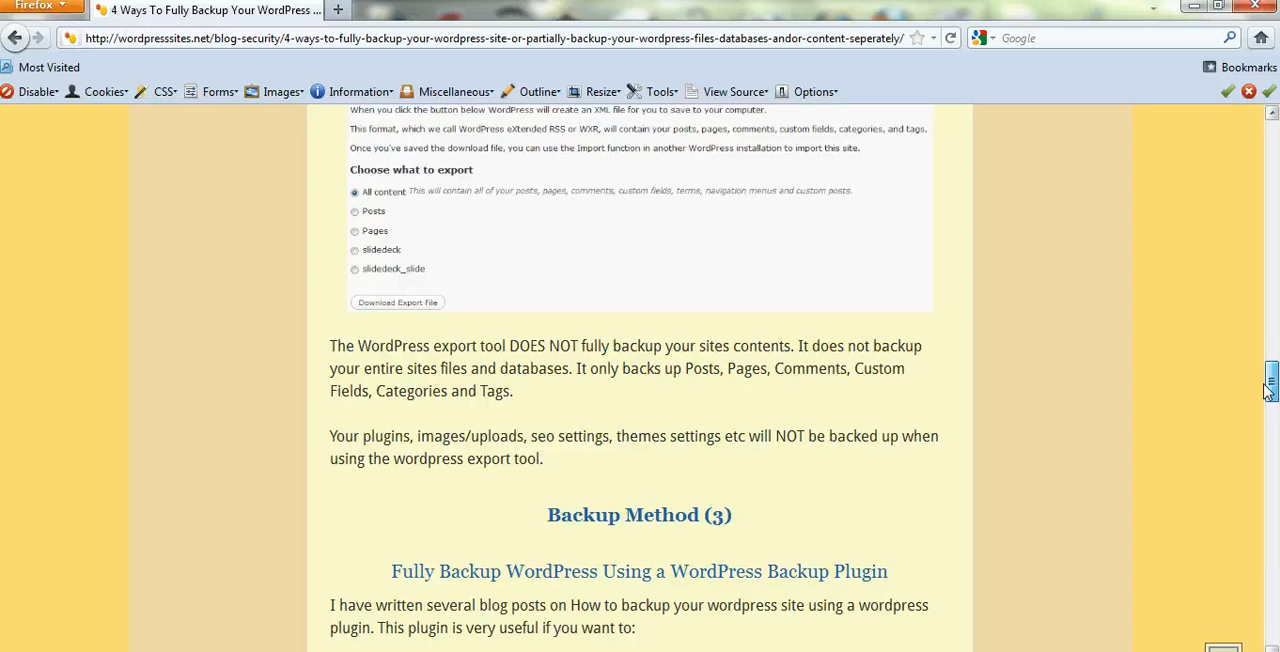 Firefox
4 Ways To Fully Backup Your WordPress ...
http://wordpresssites.net/blog-security/4-ways-to-fully-backup-your-wordpress-site-or-partially-backup-your-wordpress-files-databases-andor-content-seperately/
Google
Most Visited
Bookmarks
Disable Cookies CSS Forms Images Information Miscellaneous Outline Resize Tools View Source Options
When you click the button below WordPress will create an XML file for you to save to your computer.
This format, which we call WordPress eXtended RSS or WXR, will contain your posts, pages, comments, custom fields, categories, and tags.
Once you've saved the download file, you can use the Import function in another WordPress installation to import this site.
Choose what to export
All content This will contain all of your posts, pages, comments, custom fields, terms, navigation menus and custom posts.
Posts
Pages
slidedeck
slidedeck_slide
Download Export File
The WordPress export tool DOES NOT fully backup your sites contents. It does not backup
your entire sites files and databases. It only backs up Posts, Pages, Comments, Custom
Fields, Categories and Tags.
Your plugins, images/uploads, seo settings, themes settings etc will NOT be backed up when
using the wordpress export tool.
Backup Method (3)
Fully Backup WordPress Using a WordPress Backup Plugin
I have written several blog posts on How to backup your wordpress site using a wordpress
plugin. This plugin is very useful if you want to: